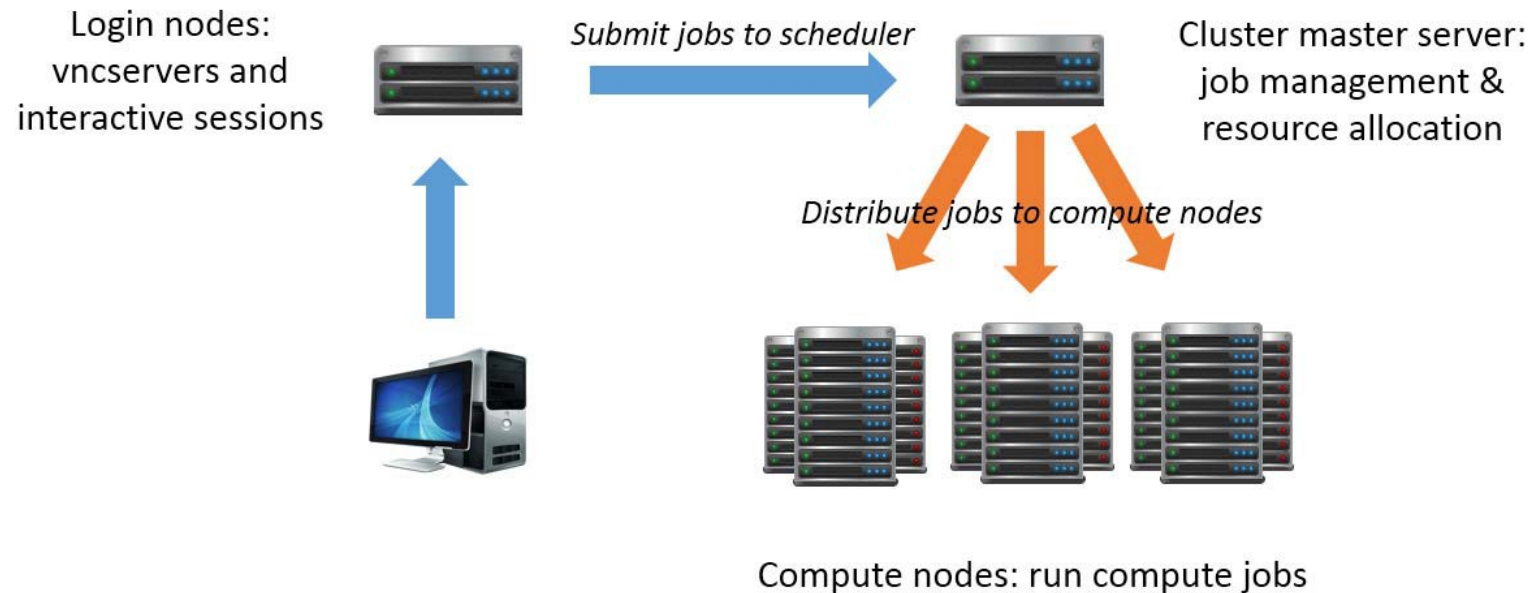 Login nodes:
vncservers and
interactive sessions
Submit jobs to scheduler
Cluster master server:
job management &
resource allocation
Distribute jobs to compute nodes
Compute nodes: run compute jobs